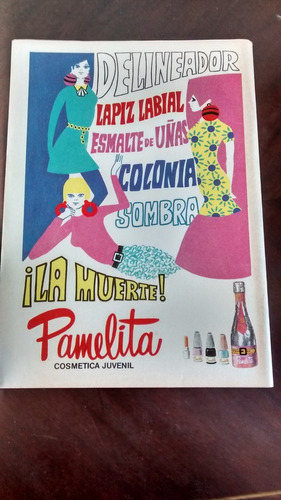 DELINEADOR
LAPIZ LABIAL
ESMALTE DE UÑAS
COLONIA
SOMBRA
¡LA MUERTE!
Pamelita
COSMETICA JUVENIL